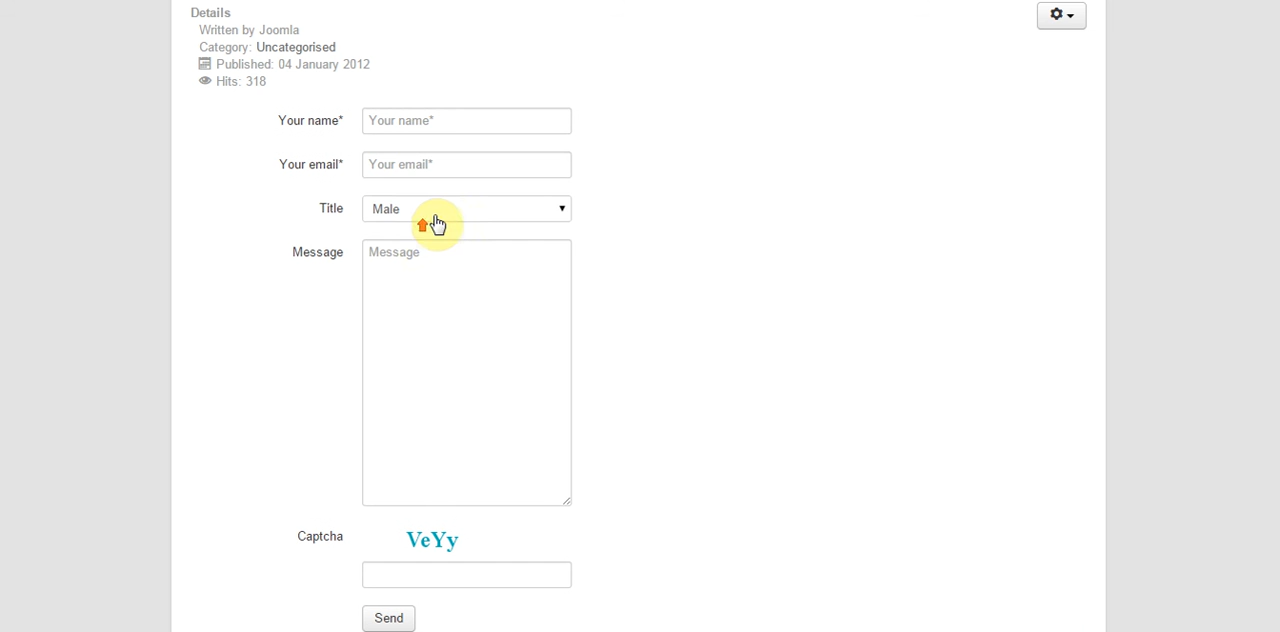 Details
Written by Joomla
Category: Uncategorised
Published: 04 January 2012
Hits: 318
Your name* Your name*
Your email* Your email*
Title Male
Message Message
Captcha VeYy
Send